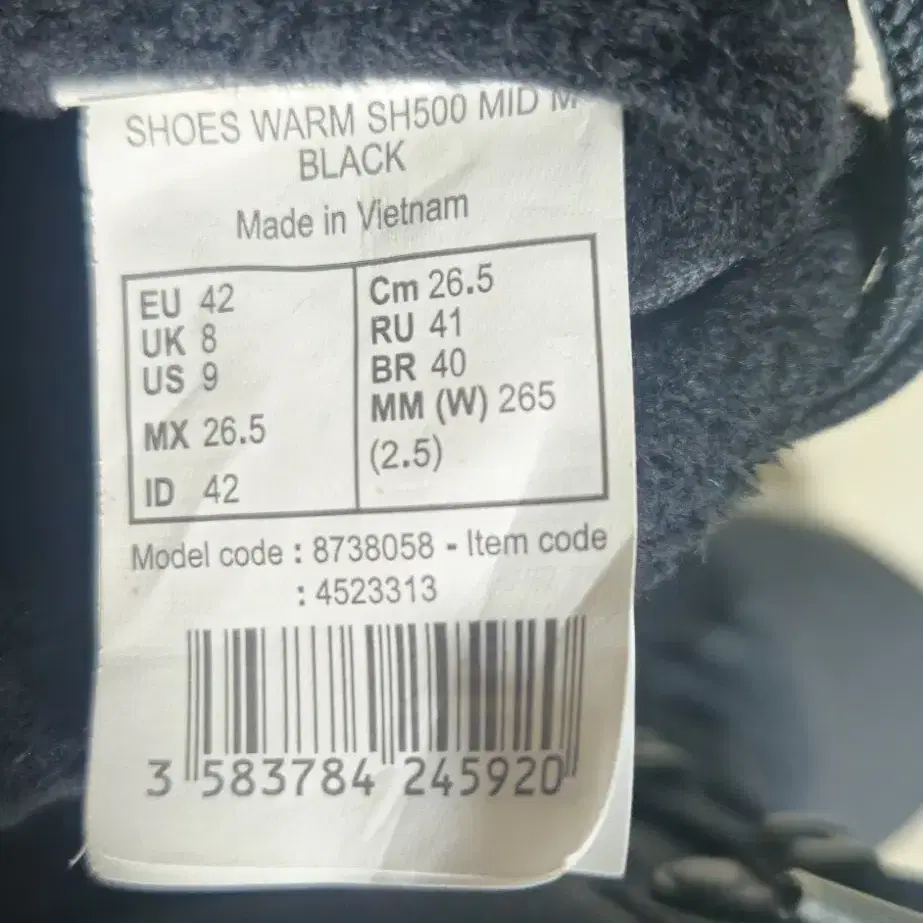 SHOES WARM SH500 MID M
BLACK
Made in Vietnam
EU 42
UK 8
US 9
MX 26.5
ID 42
Cm 26.5
RU 41
BR 40
MM (W) 265
(2.5)
Model code : 8738058 - Item code
: 4523313
3 583784 245920